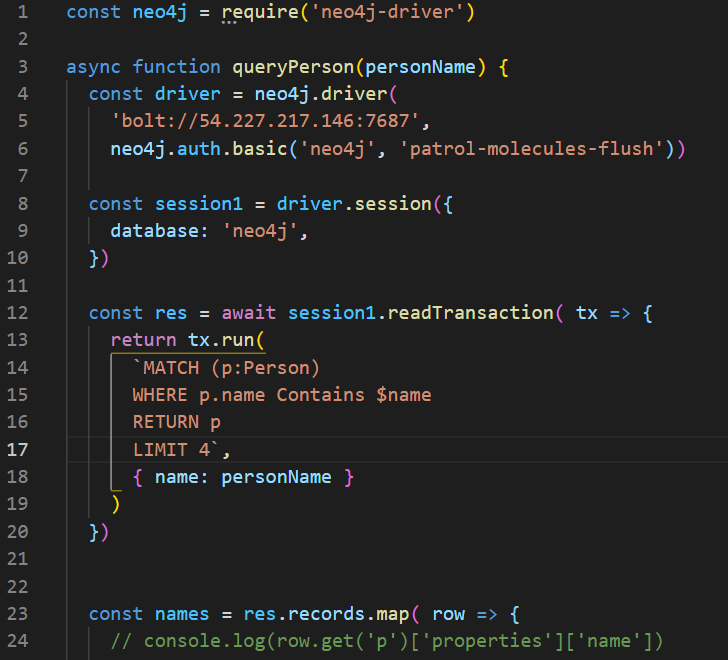 1 const neo4j = require('neo4j-driver')
2
3 async function queryPerson(personName) {
4 const driver = neo4j.driver(
5 'bolt://54.227.217.146:7687',
6 neo4j.auth.basic('neo4j', 'patrol-molecules-flush'))
7
8 const session1 = driver.session({
9 database: 'neo4j',
10 })
11
12 const res = await session1.readTransaction( tx => {
13 return tx.run(
14 `MATCH (p:Person)
15 WHERE p.name Contains $name
16 RETURN p
17 LIMIT 4`,
18 { name: personName }
19 )
20 })
21
22
23 const names = res.records.map( row => {
24 // console.log(row.get('p')['properties']['name'])